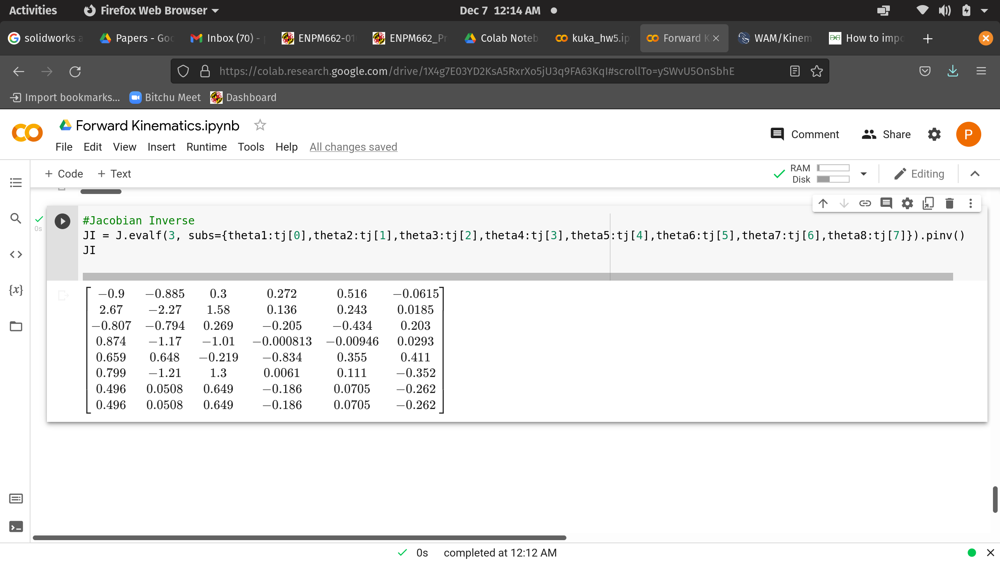 Activities Firefox Web Browser Dec 7 12:14 AM
solidworks a Papers - Goo Inbox (70) - ENPM662-01 ENPM662_Pr Colab Noteb kuka_hw5.ip Forward K WAM/Kinem How to impo
https://colab.research.google.com/drive/1X4g7E03YD2KsA5RxrXo5jU3q9FA63KqI#scrollTo=ySWvU5OnSbhE
Import bookmarks... Bitchu Meet Dashboard
Forward Kinematics.ipynb
Comment Share P
File Edit View Insert Runtime Tools Help All changes saved
+ Code + Text RAM Disk Editing
#Jacobian Inverse
0s
JI = J.evalf(3, subs={theta1:tj[0],theta2:tj[1],theta3:tj[2],theta4:tj[3],theta5:tj[4],theta6:tj[5],theta7:tj[6],theta8:tj[7]}).pinv()
JI
{x}
−0.9 −0.885 0.3 0.272 0.516 −0.0615
2.67 −2.27 1.58 0.136 0.243 0.0185
−0.807 −0.794 0.269 −0.205 −0.434 0.203
0.874 −1.17 −1.01 −0.000813 −0.00946 0.0293
0.659 0.648 −0.219 −0.834 0.355 0.411
0.799 −1.21 1.3 0.0061 0.111 −0.352
0.496 0.0508 0.649 −0.186 0.0705 −0.262
0.496 0.0508 0.649 −0.186 0.0705 −0.262
0s completed at 12:12 AM